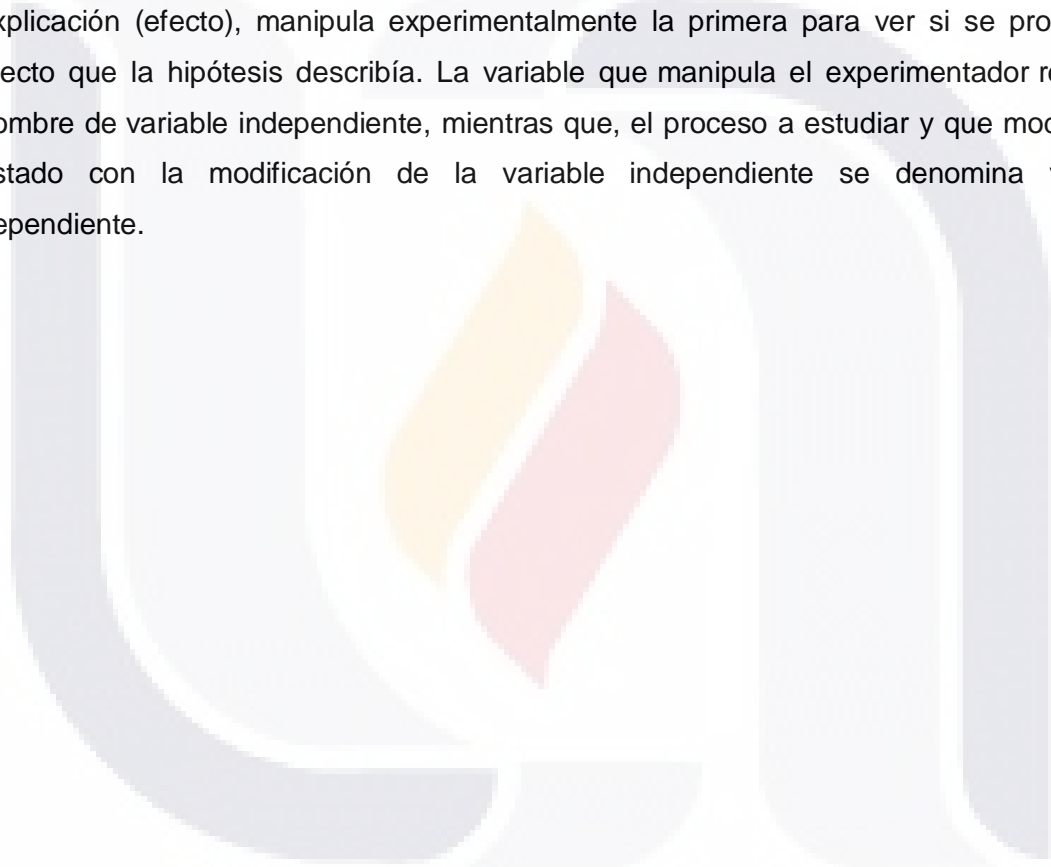 xplicación (efecto), manipula experimentalmente la primera para ver si se pro
ecto que la hipótesis describía. La variable que manipula el experimentador r
ombre de variable independiente, mientras que, el proceso a estudiar y que mo
stado con la modificación de la variable independiente se denomina
ependiente.